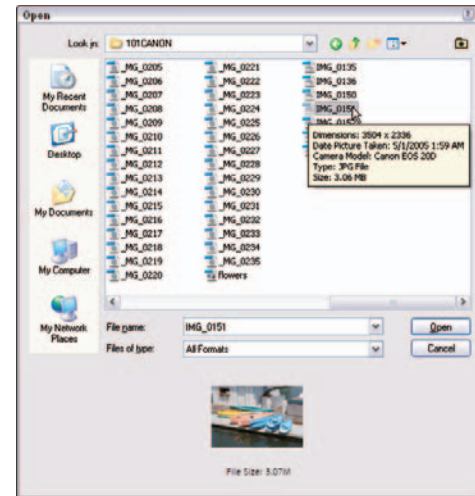 Open
Look in: 101CANON
My Recent Documents
Desktop
My Documents
My Computer
My Network Places
_MG_0205
_MG_0206
_MG_0207
_MG_0208
_MG_0209
_MG_0210
_MG_0211
_MG_0212
_MG_0213
_MG_0214
_MG_0215
_MG_0216
_MG_0217
_MG_0218
_MG_0219
_MG_0220
_MG_0221
_MG_0222
_MG_0223
_MG_0224
_MG_0225
_MG_0226
_MG_0227
_MG_0228
_MG_0229
_MG_0230
_MG_0231
_MG_0232
_MG_0233
_MG_0234
_MG_0235
flowers
IMG_0135
IMG_0136
IMG_0150
IMG_0151
Dimensions: 3504 x 2336
Date Picture Taken: 5/1/2005 1:59 AM
Camera Model: Canon EOS 20D
Type: JPG File
Size: 3.06 MB
File name: IMG_0151 Open
Files of type: All Formats Cancel
File Size: 3.07M